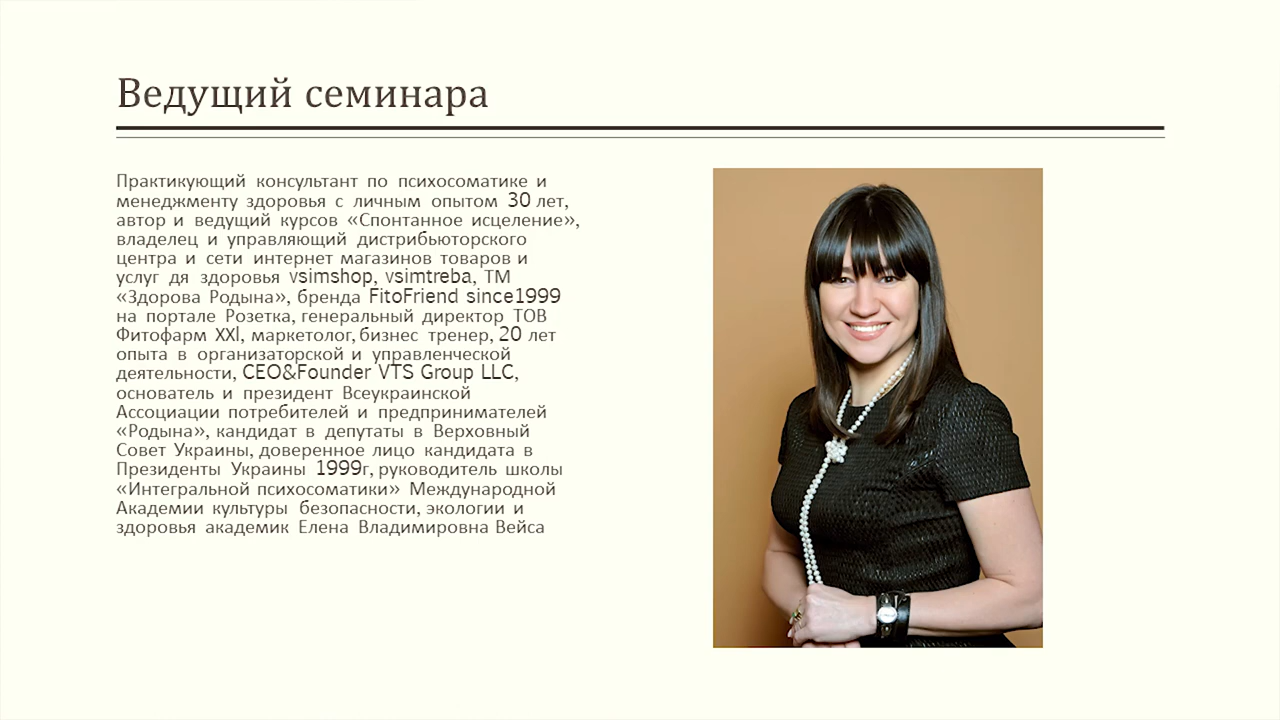 Ведущий семинара
Практикующий консультант по психосоматике и
менеджменту здоровья с личным опытом 30 лет,
автор и ведущий курсов «Спонтанное исцеление»,
владелец и управляющий дистрибьюторского
центра и сети интернет магазинов товаров и
услуг дя здоровья vsimshop, vsimtreba, ТМ
«Здорова Родына», бренда FitoFriend since1999
на портале Розетка, генеральный директор ТОВ
Фитофарм XXl, маркетолог, бизнес тренер, 20 лет
опыта в организаторской и управленческой
деятельности, CEO&Founder VTS Group LLC,
основатель и президент Всеукраинской
Ассоциации потребителей и предпринимателей
«Родына», кандидат в депутаты в Верховный
Совет Украины, доверенное лицо кандидата в
Президенты Украины 1999г, руководитель школы
«Интегральной психосоматики» Международной
Академии культуры безопасности, экологии и
здоровья академик Елена Владимировна Вейса